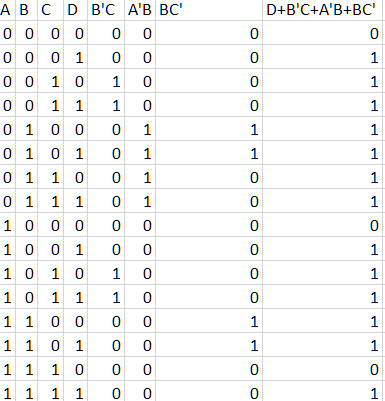 A B C D B'C A'B BC' D+B'C+A'B+BC'
0 0 0 0 0 0 0 0
0 0 0 1 0 0 0 1
0 0 1 0 1 0 0 1
0 0 1 1 1 0 0 1
0 1 0 0 0 1 1 1
0 1 0 1 0 1 1 1
0 1 1 0 0 1 0 1
0 1 1 1 0 1 0 1
1 0 0 0 0 0 0 0
1 0 0 1 0 0 0 1
1 0 1 0 1 0 0 1
1 0 1 1 1 0 0 1
1 1 0 0 0 0 1 1
1 1 0 1 0 0 1 1
1 1 1 0 0 0 0 0
1 1 1 1 0 0 0 1